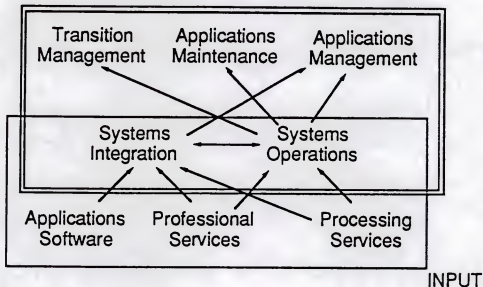 Transition Management
Applications Maintenance
Applications Management
Systems Integration
Systems Operations
Applications Software
Professional Services
Processing Services
INPUT